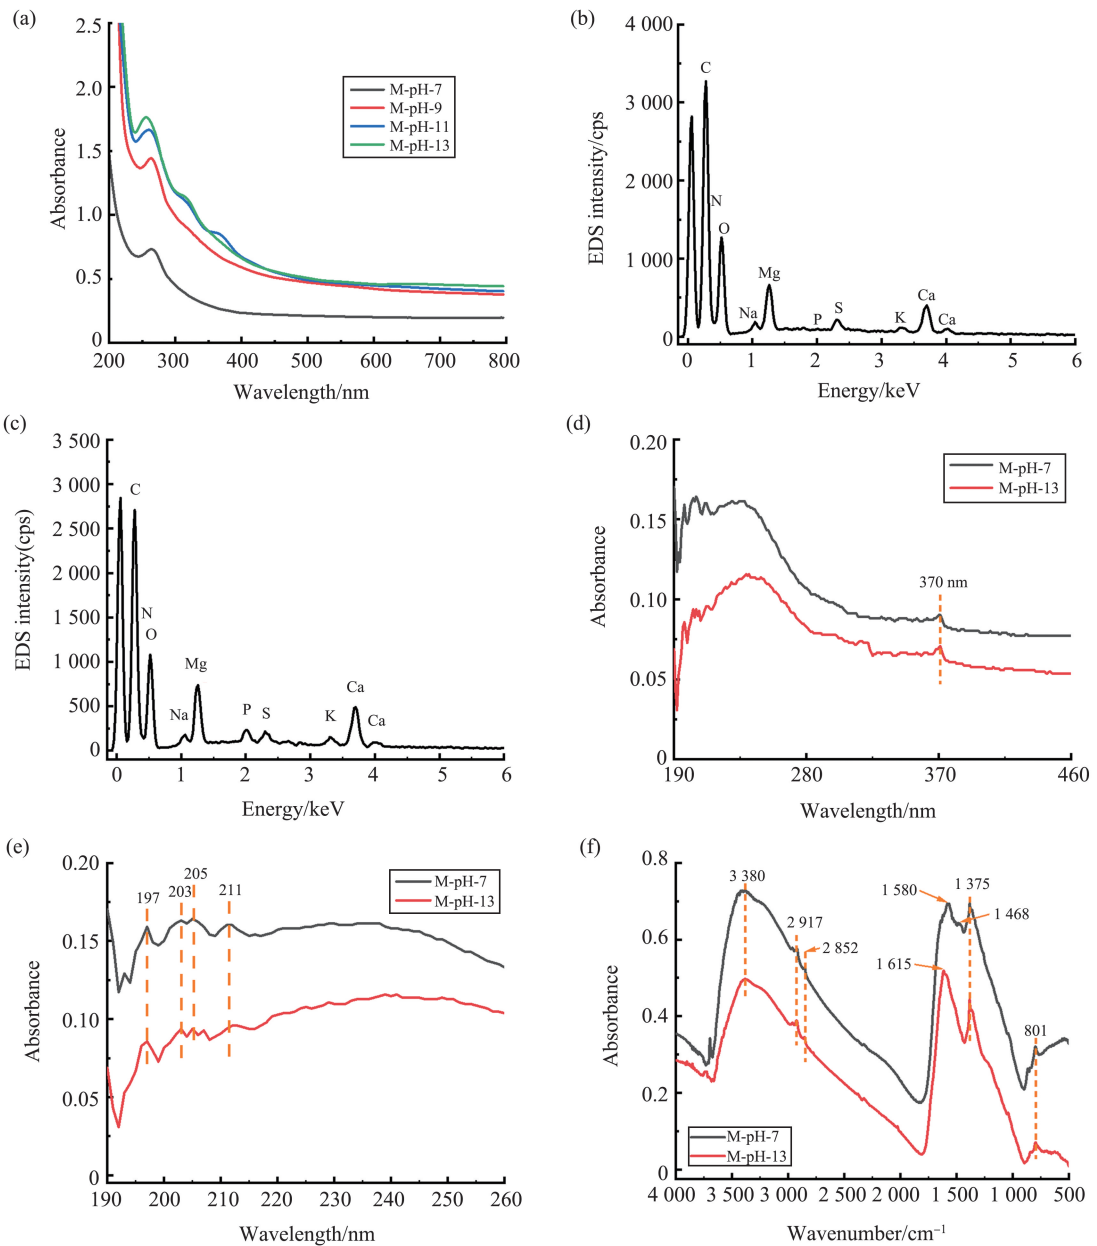 (a)
2.5
2.0
1.5
1.0
0.5
0
Absorbance
M-pH-7
M-pH-9
M-pH-11
M-pH-13
200 300 400 500 600 700 800
Wavelength/nm
(b)
4 000
3 000
2 000
1 000
0
EDS intensity/cps
C
N
O
Na
Mg
P
S
K
Ca
Ca
0 1 2 3 4 5 6
Energy/keV
(c)
3 500
3 000
2 500
2 000
1 500
1 000
500
0
EDS intensity(cps)
C
N
O
Na
Mg
P
S
K
Ca
Ca
0 1 2 3 4 5 6
Energy/keV
(d)
0.20
0.15
0.10
0.05
0
Absorbance
M-pH-7
M-pH-13
370 nm
190 280 370 460
Wavelength/nm
(e)
0.20
0.15
0.10
0.05
0
Absorbance
197
203
205
211
M-pH-7
M-pH-13
190 200 210 220 230 240 250 260
Wavelength/nm
(f)
0.8
0.6
0.4
0.2
0
Absorbance
3 380
2 917
2 852
1 580
1 375
1 468
1 615
801
M-pH-7
M-pH-13
4 000 3 500 3 000 2 500 2 000 1 500 1 000 500
Wavenumber/cm⁻¹